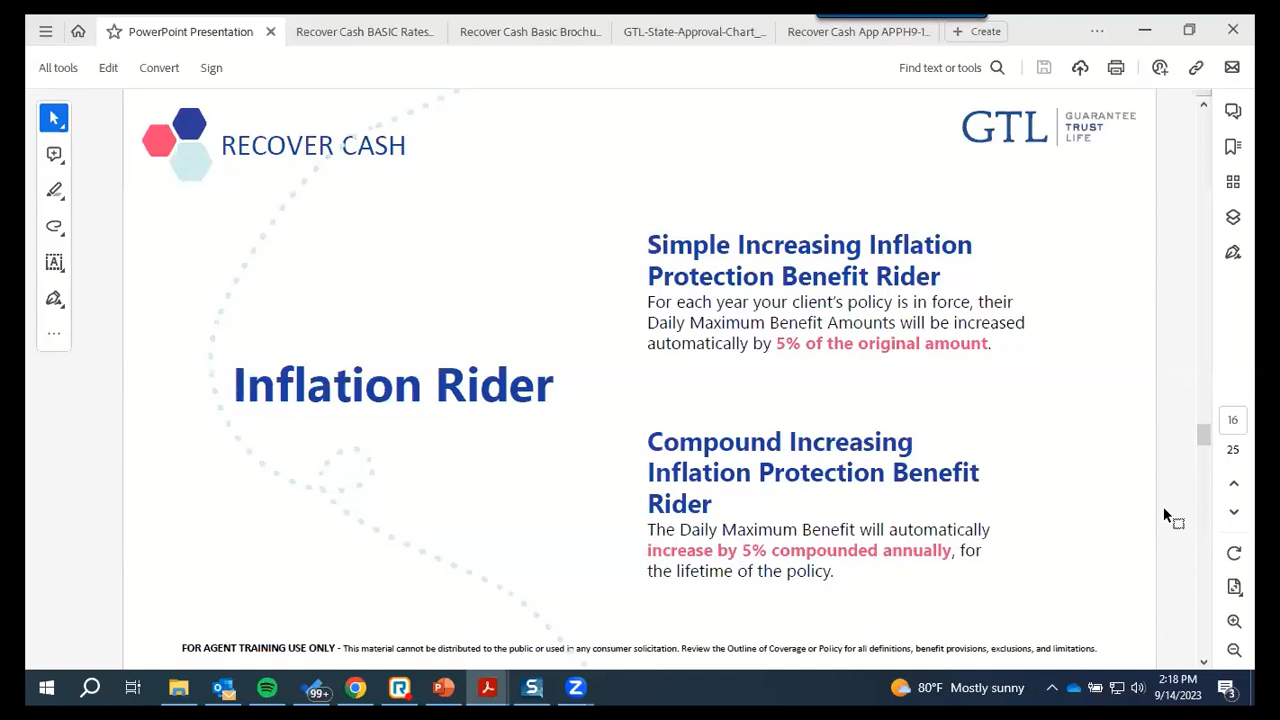 PowerPoint Presentation
Recover Cash BASIC Rates...
Recover Cash Basic Brochu...
GTL-State-Approval-Chart_...
Recover Cash App APPH9-1...
+ Create
All tools
Edit
Convert
Sign
Find text or tools
RECOVER CASH
GTL
GUARANTEE
TRUST
LIFE
Simple Increasing Inflation
Protection Benefit Rider
For each year your client's policy is in force, their
Daily Maximum Benefit Amounts will be increased
automatically by 5% of the original amount.
Inflation Rider
Compound Increasing
Inflation Protection Benefit
Rider
The Daily Maximum Benefit will automatically
increase by 5% compounded annually, for
the lifetime of the policy.
16
25
FOR AGENT TRAINING USE ONLY - This material cannot be distributed to the public or used in any consumer solicitation. Review the Outline of Coverage or Policy for all definitions, benefit provisions, exclusions, and limitations.
99+
80°F Mostly sunny
2:18 PM
9/14/2023
3